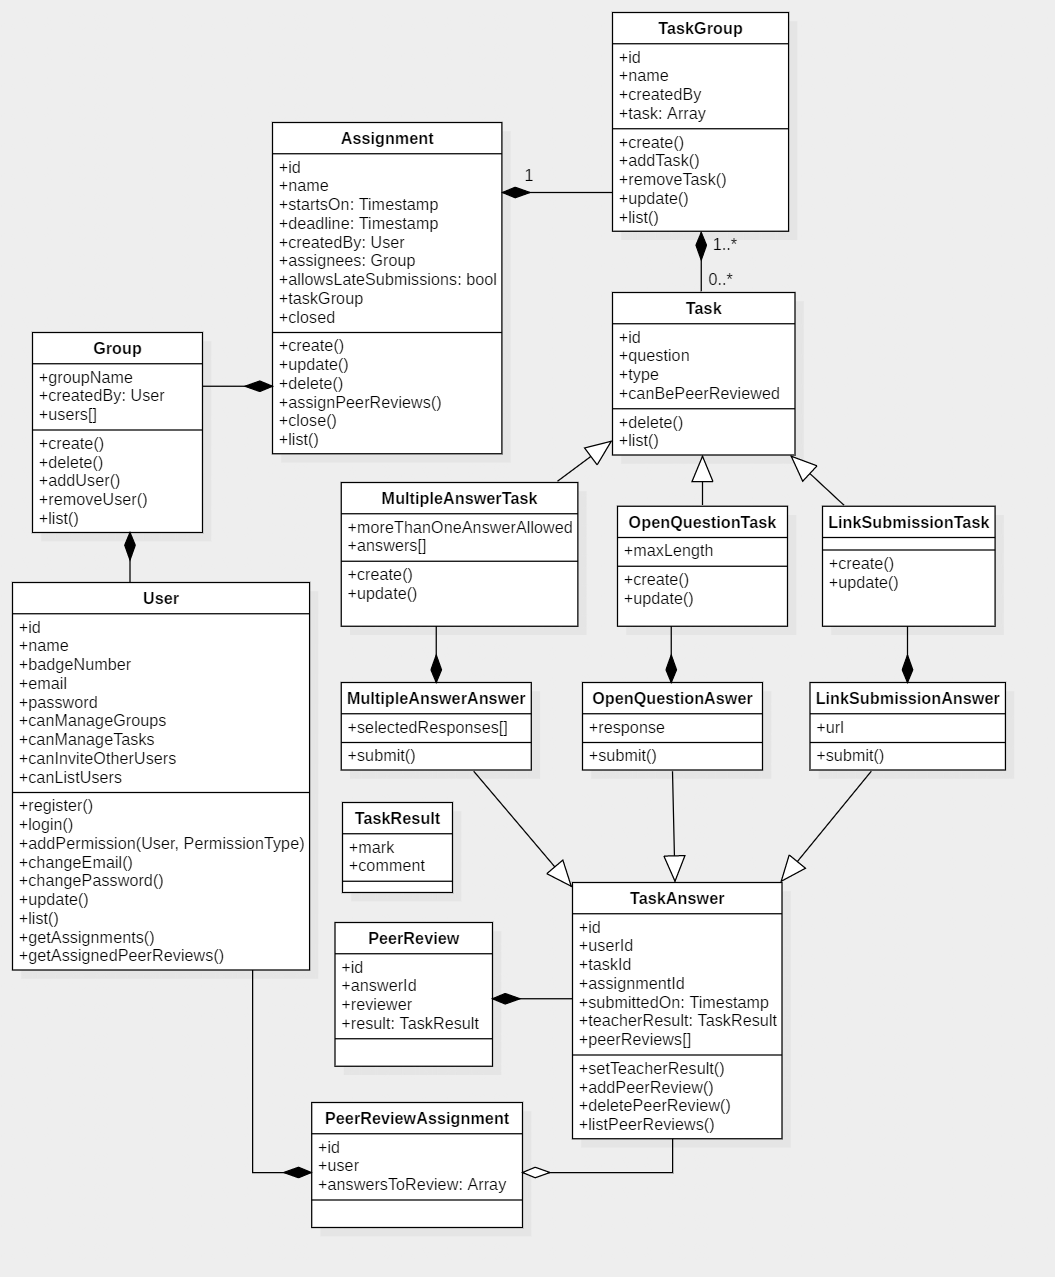 TaskGroup
+id
+name
+createdBy
+task: Array
+create()
+addTask()
+removeTask()
+update()
+list()
Assignment
+id
+name
+startsOn: Timestamp
+deadline: Timestamp
+createdBy: User
+assignees: Group
+allowsLateSubmissions: bool
+taskGroup
+closed
+create()
+update()
+delete()
+assignPeerReviews()
+close()
+list()
1
1..*
0..*
Task
+id
+question
+type
+canBePeerReviewed
+delete()
+list()
Group
+groupName
+createdBy: User
+users[]
+create()
+delete()
+addUser()
+removeUser()
+list()
MultipleAnswerTask
+moreThanOneAnswerAllowed
+answers[]
+create()
+update()
OpenQuestionTask
+maxLength
+create()
+update()
LinkSubmissionTask
+create()
+update()
User
+id
+name
+badgeNumber
+email
+password
+canManageGroups
+canManageTasks
+canInviteOtherUsers
+canListUsers
+register()
+login()
+addPermission(User, PermissionType)
+changeEmail()
+changePassword()
+update()
+list()
+getAssignments()
+getAssignedPeerReviews()
MultipleAnswerAnswer
+selectedResponses[]
+submit()
OpenQuestionAswer
+response
+submit()
LinkSubmissionAnswer
+url
+submit()
TaskResult
+mark
+comment
TaskAnswer
+id
+userId
+taskId
+assignmentId
+submittedOn: Timestamp
+teacherResult: TaskResult
+peerReviews[]
+setTeacherResult()
+addPeerReview()
+deletePeerReview()
+listPeerReviews()
PeerReview
+id
+answerId
+reviewer
+result: TaskResult
PeerReviewAssignment
+id
+user
+answersToReview: Array